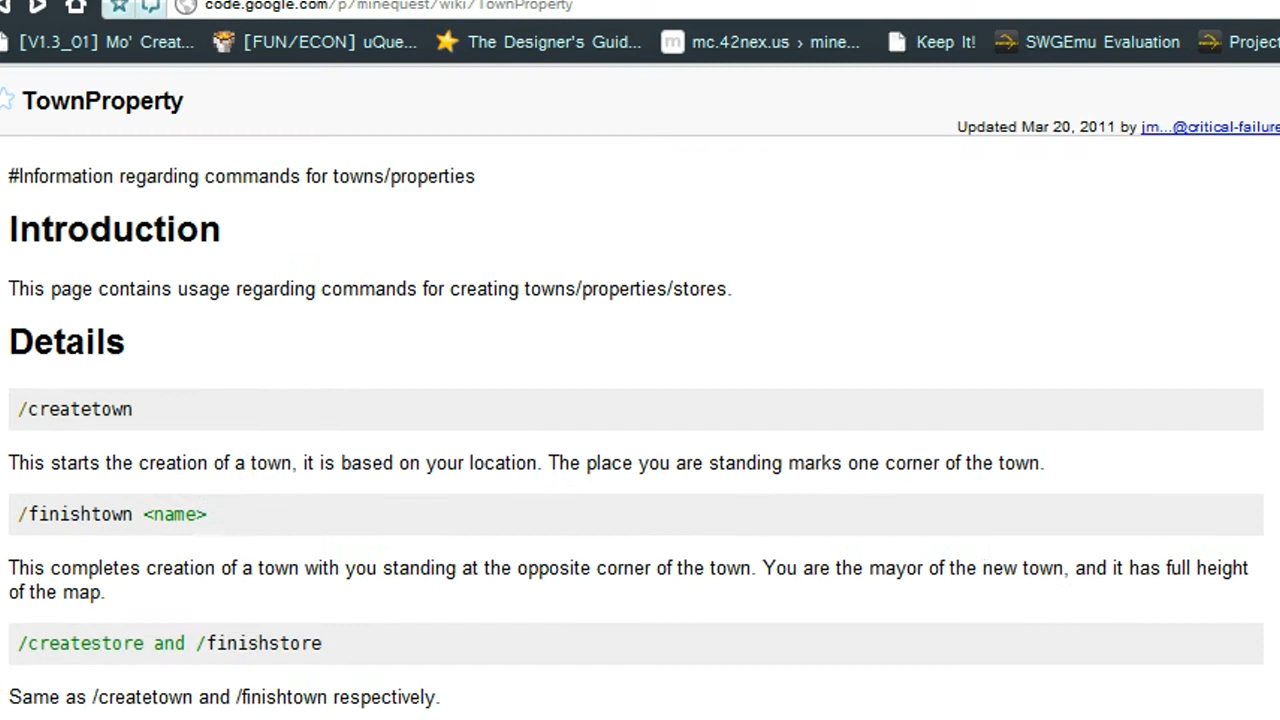 code.google.com/p/minequest/wiki/TownProperty
[V1.3_01] Mo' Creat... [FUN/ECON] uQue... The Designer's Guid... m mc.42nex.us › mine... Keep It! SWGEmu Evaluation Project
TownProperty
Updated Mar 20, 2011 by jm...@critical-failure
#Information regarding commands for towns/properties
Introduction
This page contains usage regarding commands for creating towns/properties/stores.
Details
/createtown
This starts the creation of a town, it is based on your location. The place you are standing marks one corner of the town.
/finishtown <name>
This completes creation of a town with you standing at the opposite corner of the town. You are the mayor of the new town, and it has full height
of the map.
/createstore and /finishstore
Same as /createtown and /finishtown respectively.